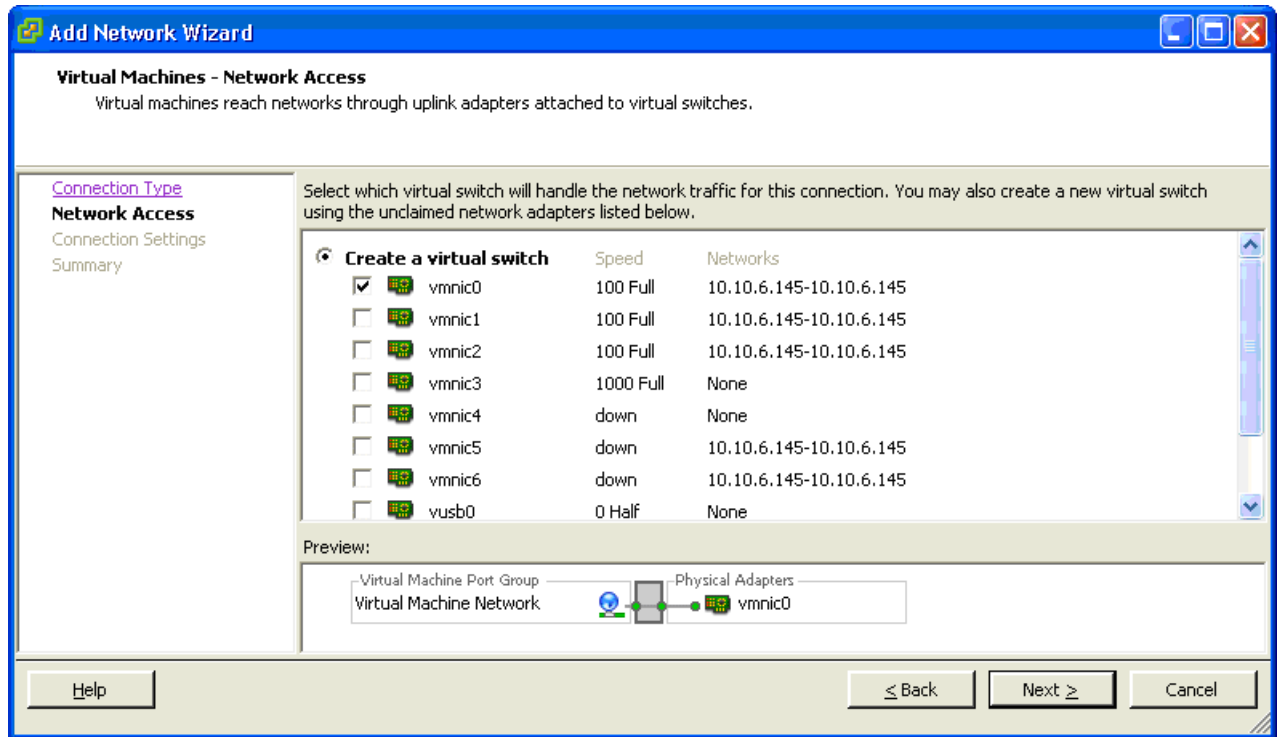 Add Network Wizard
Virtual Machines - Network Access
Virtual machines reach networks through uplink adapters attached to virtual switches.
Connection Type
Network Access
Connection Settings
Summary
Select which virtual switch will handle the network traffic for this connection. You may also create a new virtual switch
using the unclaimed network adapters listed below.
Create a virtual switch Speed Networks
vmnic0 100 Full 10.10.6.145-10.10.6.145
vmnic1 100 Full 10.10.6.145-10.10.6.145
vmnic2 100 Full 10.10.6.145-10.10.6.145
vmnic3 1000 Full None
vmnic4 down None
vmnic5 down 10.10.6.145-10.10.6.145
vmnic6 down 10.10.6.145-10.10.6.145
vusb0 0 Half None
Preview:
Virtual Machine Port Group Physical Adapters
Virtual Machine Network vmnic0
Help ≤ Back Next ≥ Cancel